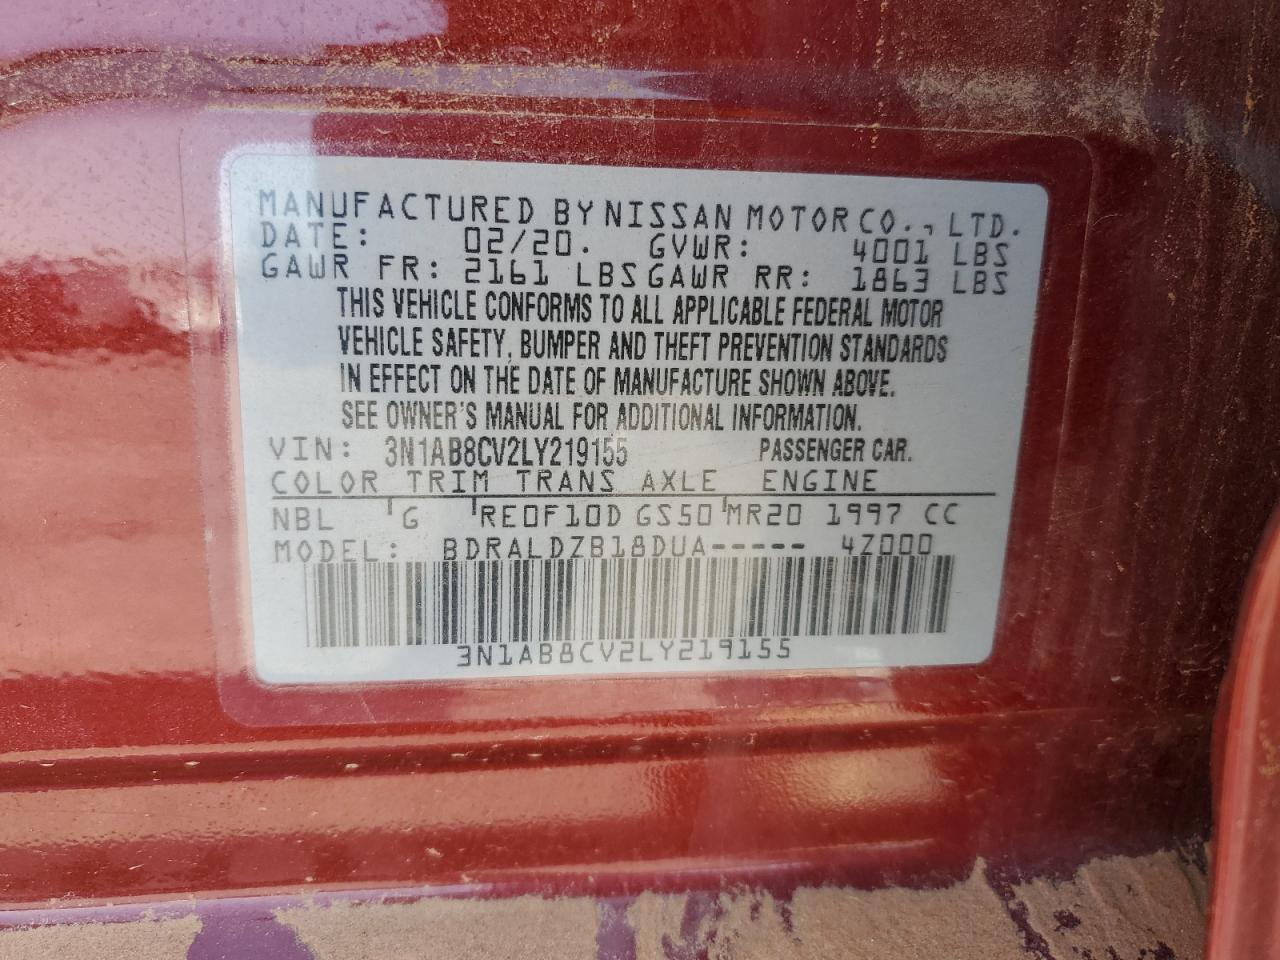 MANUFACTURED BY NISSAN MOTOR CO., LTD.
DATE: 02/20. GVWR: 4001 LBS
GAWR FR: 2161 LBS GAWR RR: 1863 LBS
THIS VEHICLE CONFORMS TO ALL APPLICABLE FEDERAL MOTOR
VEHICLE SAFETY, BUMPER AND THEFT PREVENTION STANDARDS
IN EFFECT ON THE DATE OF MANUFACTURE SHOWN ABOVE.
SEE OWNER'S MANUAL FOR ADDITIONAL INFORMATION.
VIN: 3N1AB8CV2LY219155 PASSENGER CAR.
COLOR TRIM TRANS AXLE ENGINE
NBL G RE0F10D GS50 MR20 1997 CC
MODEL: BDRALDZB18DUA----- 4Z000
3N1AB8CV2LY219155